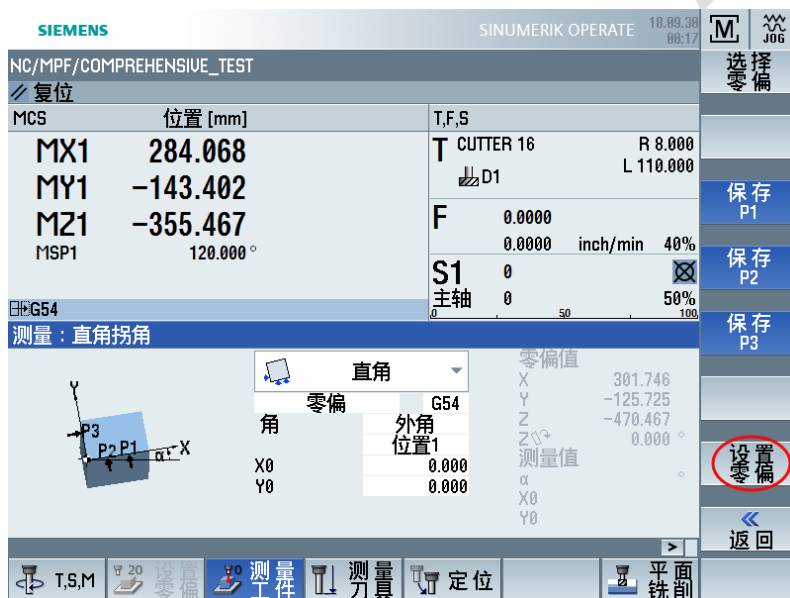 SIEMENS
SINUMERIK OPERATE
18.09.30
08:17
M
JOG
NC/MPF/COMPREHENSIVE_TEST
选择
零偏
复位
MCS 位置 [mm]
T,F,S
MX1 284.068
T CUTTER 16 R 8.000
D1 L 110.000
MY1 -143.402
保存
P1
MZ1 -355.467
F 0.0000
MSP1 120.000 °
0.0000 inch/min 40%
保存
P2
S1 0
主轴 0 50%
G54
0 50 100
保存
P3
测量：直角拐角
直角
零偏 G54
角 外角
位置1
X0 0.000
Y0 0.000
Y
P3
P2 P1 α X
零偏值
X 301.746
Y -125.725
Z -470.467
Z 0.000 °
测量值
α °
X0
Y0
设置
零偏
返回
>
T,S,M
20 设置
零偏
测量
工件
测量
刀具
定位
平面
铣削